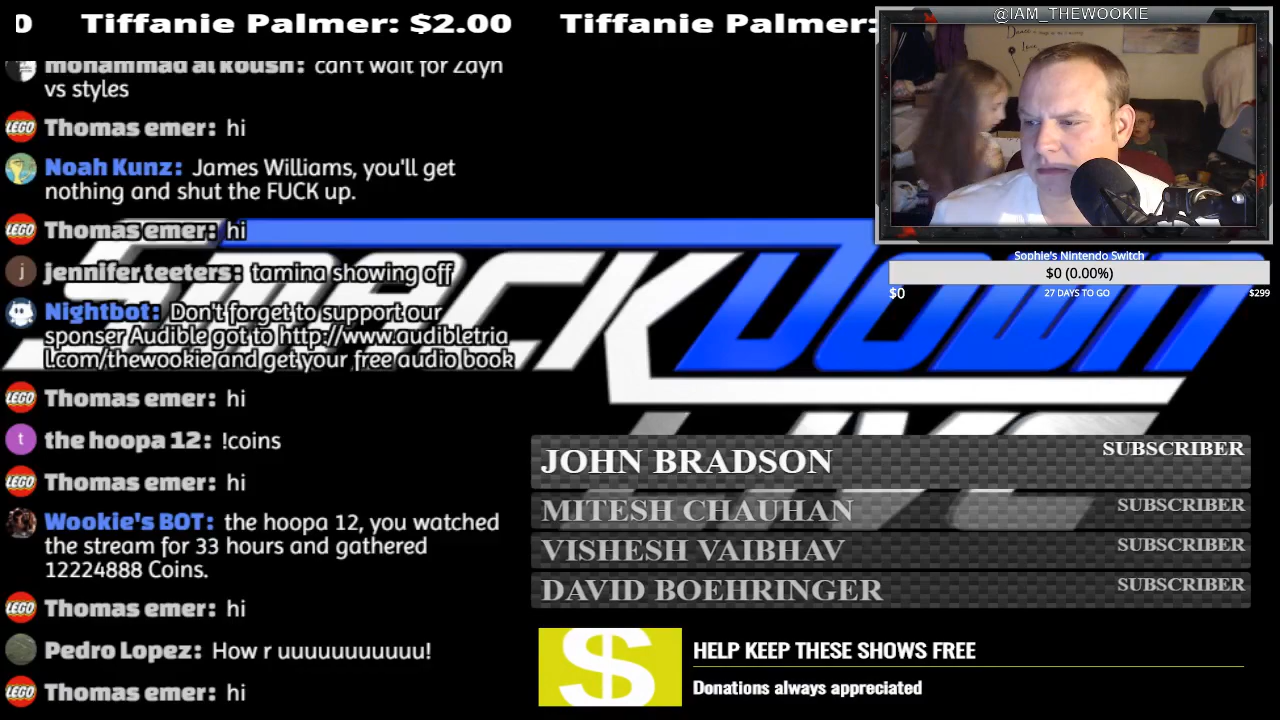 D Tiffanie Palmer: $2.00 Tiffanie Palmer:
@IAM_THEWOOKIE
mohammad al koush: can't wait for Zayn
vs styles
Thomas emer: hi
Noah Kunz: James Williams, you'll get
nothing and shut the FUCK up.
Thomas emer: hi
jennifer teeters: tamina showing off
Nightbot: Don't forget to support our
sponser Audible got to http://www.audibletria
l.com/thewookie and get your free audio book
Thomas emer: hi
the hoopa 12: !coins
Thomas emer: hi
Wookie's BOT: the hoopa 12, you watched
the stream for 33 hours and gathered
12224888 Coins.
Thomas emer: hi
Pedro Lopez: How r uuuuuuuuuuu!
Thomas emer: hi
Sophie's Nintendo Switch
$0 (0.00%)
$0 27 DAYS TO GO $299
SmackDown
LIVE
JOHN BRADSON SUBSCRIBER
MITESH CHAUHAN SUBSCRIBER
VISHESH VAIBHAV SUBSCRIBER
DAVID BOEHRINGER SUBSCRIBER
$ HELP KEEP THESE SHOWS FREE
Donations always appreciated